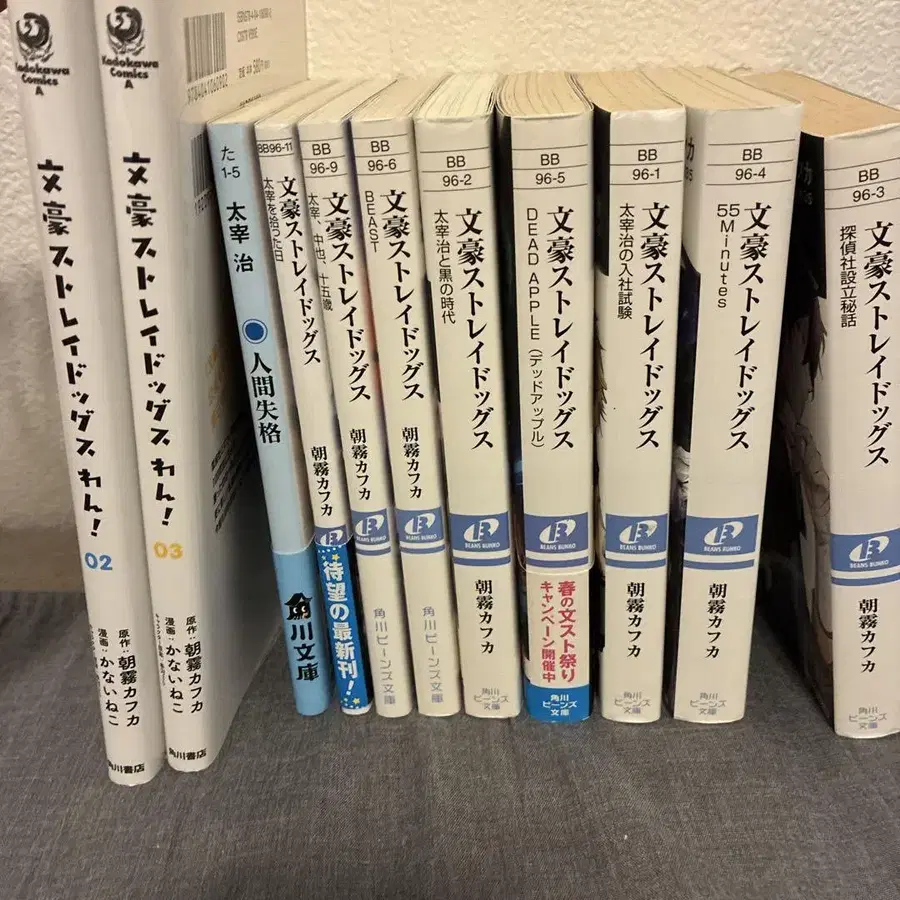 Kadokawa
Comics
A
文豪ストレイドッグス わん!
02
原作:朝霧カフカ
漫画:かないねこ
角川書店
Kadokawa
Comics
A
文豪ストレイドッグス わん!
03
原作:朝霧カフカ
漫画:かないねこ
角川書店
た
1-5
太宰 治
人間失格
角川文庫
BB96-11
文豪ストレイドッグス
太宰を拾った日
朝霧カフカ
B
待望の最新刊!
BB
96-9
文豪ストレイドッグス
太宰、中也、十五歳
朝霧カフカ
B
BEANS BUNKO
角川ビーンズ文庫
BB
96-6
文豪ストレイドッグス
BEAST
朝霧カフカ
B
BEANS BUNKO
角川ビーンズ文庫
BB
96-2
文豪ストレイドッグス
太宰治と黒の時代
B
BEANS BUNKO
朝霧カフカ
角川
ビーンズ
文庫
BB
96-5
文豪ストレイドッグス
DEAD APPLE(デッドアップル)
B
BEANS BUNKO
春の文スト祭り
キャンペーン開催中
角川
ビーンズ
文庫
BB
96-1
文豪ストレイドッグス
太宰治の入社試験
B
BEANS BUNKO
朝霧カフカ
角川
ビーンズ
文庫
BB
96-4
文豪ストレイドッグス
55Minutes
B
BEANS BUNKO
朝霧カフカ
角川
ビーンズ
文庫
BB
96-3
文豪ストレイドッグス
探偵社設立秘話
B
BEANS BUNKO
朝霧カフカ
角川
ビーンズ
文庫